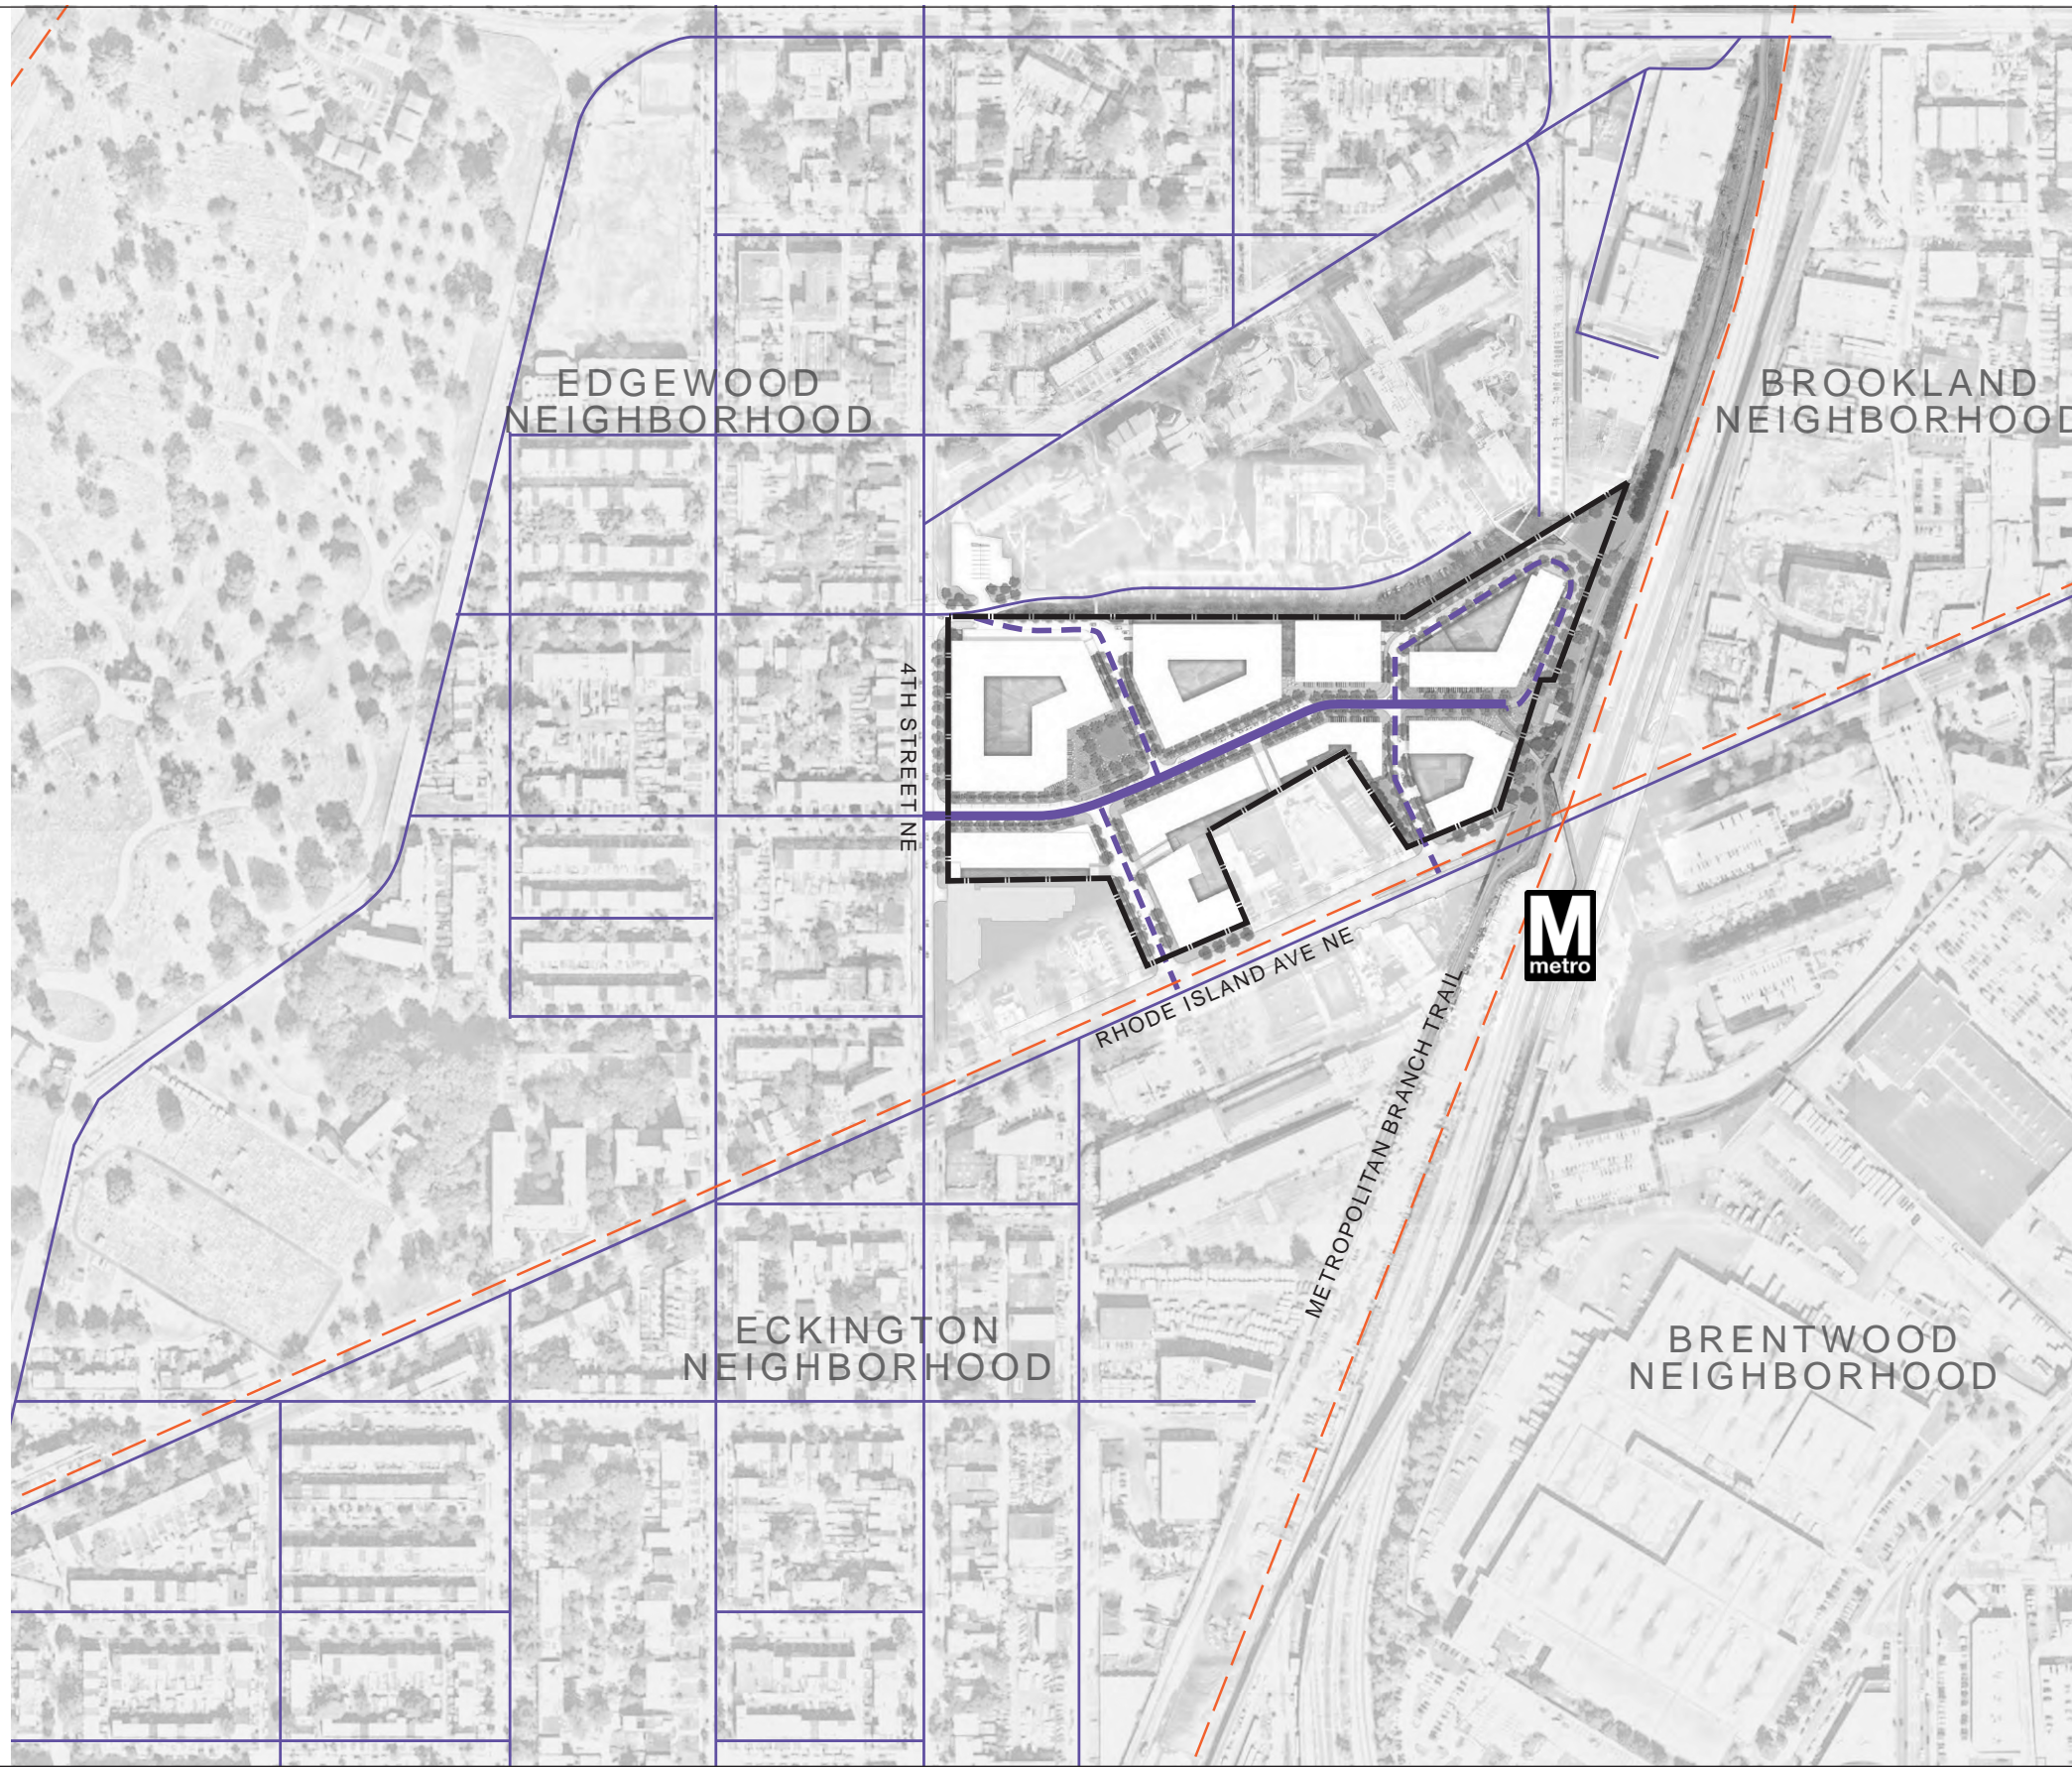 EDGEWOOD
NEIGHBORHOOD
BROOKLAND
NEIGHBORHOOD
4TH STREET NE
M
metro
RHODE ISLAND AVE NE
METROPOLITAN BRANCH TRAIL
ECKINGTON
NEIGHBORHOOD
BRENTWOOD
NEIGHBORHOOD